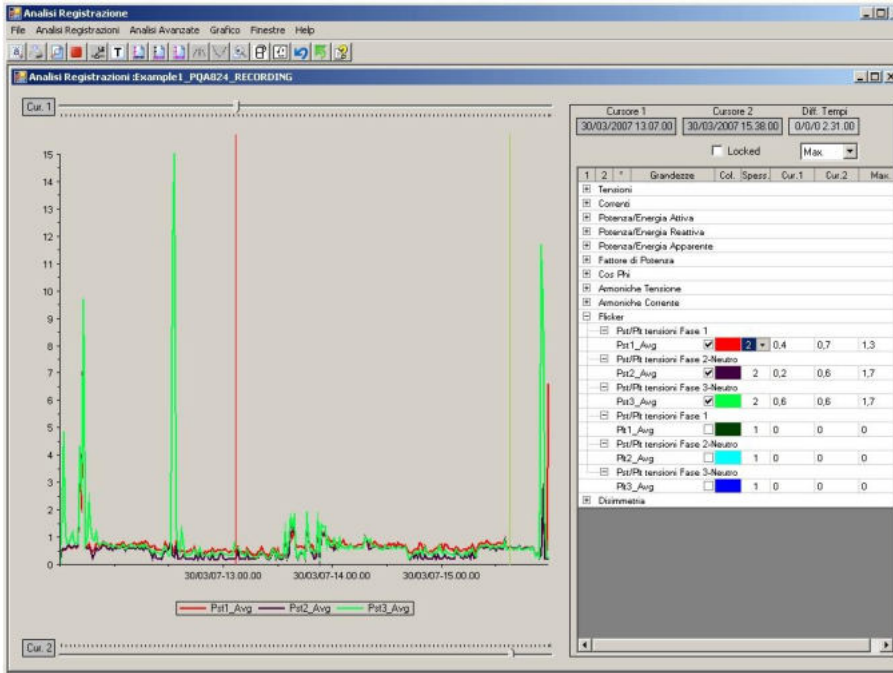 Analisi Registrazione
File Analisi Registrazioni Analisi Avanzate Grafico Finestre Help
T
Analisi Registrazioni :Example1_PQA824_RECORDING
Cur. 1
15
14
13
12
11
10
9
8
7
6
5
4
3
2
1
0
30/03/07-13.00.00 30/03/07-14.00.00 30/03/07-15.00.00
Pst1_Avg Pst2_Avg Pst3_Avg
Cur. 2
Cursore 1 Cursore 2 Diff. Tempi
30/03/2007 13.07.00 30/03/2007 15.38.00 0/0/0 2.31.00
Locked Max.
1 2 * Grandezze Col. Spess. Cur.1 Cur.2 Max.
Tensioni
Correnti
Potenza/Energia Attiva
Potenza/Energia Reattiva
Potenza/Energia Apparente
Fattore di Potenza
Cos Phi
Armoniche Tensione
Armoniche Corrente
Flicker
Pst/Plt tensioni Fase 1
Pst1_Avg 2 0,4 0,7 1,3
Pst/Plt tensioni Fase 2-Neutro
Pst2_Avg 2 0,2 0,6 1,7
Pst/Plt tensioni Fase 3-Neutro
Pst3_Avg 2 0,6 0,6 1,7
Pst/Plt tensioni Fase 1
Plt1_Avg 1 0 0 0
Pst/Plt tensioni Fase 2-Neutro
Plt2_Avg 1 0 0 0
Pst/Plt tensioni Fase 3-Neutro
Plt3_Avg 1 0 0 0
Disimmetria